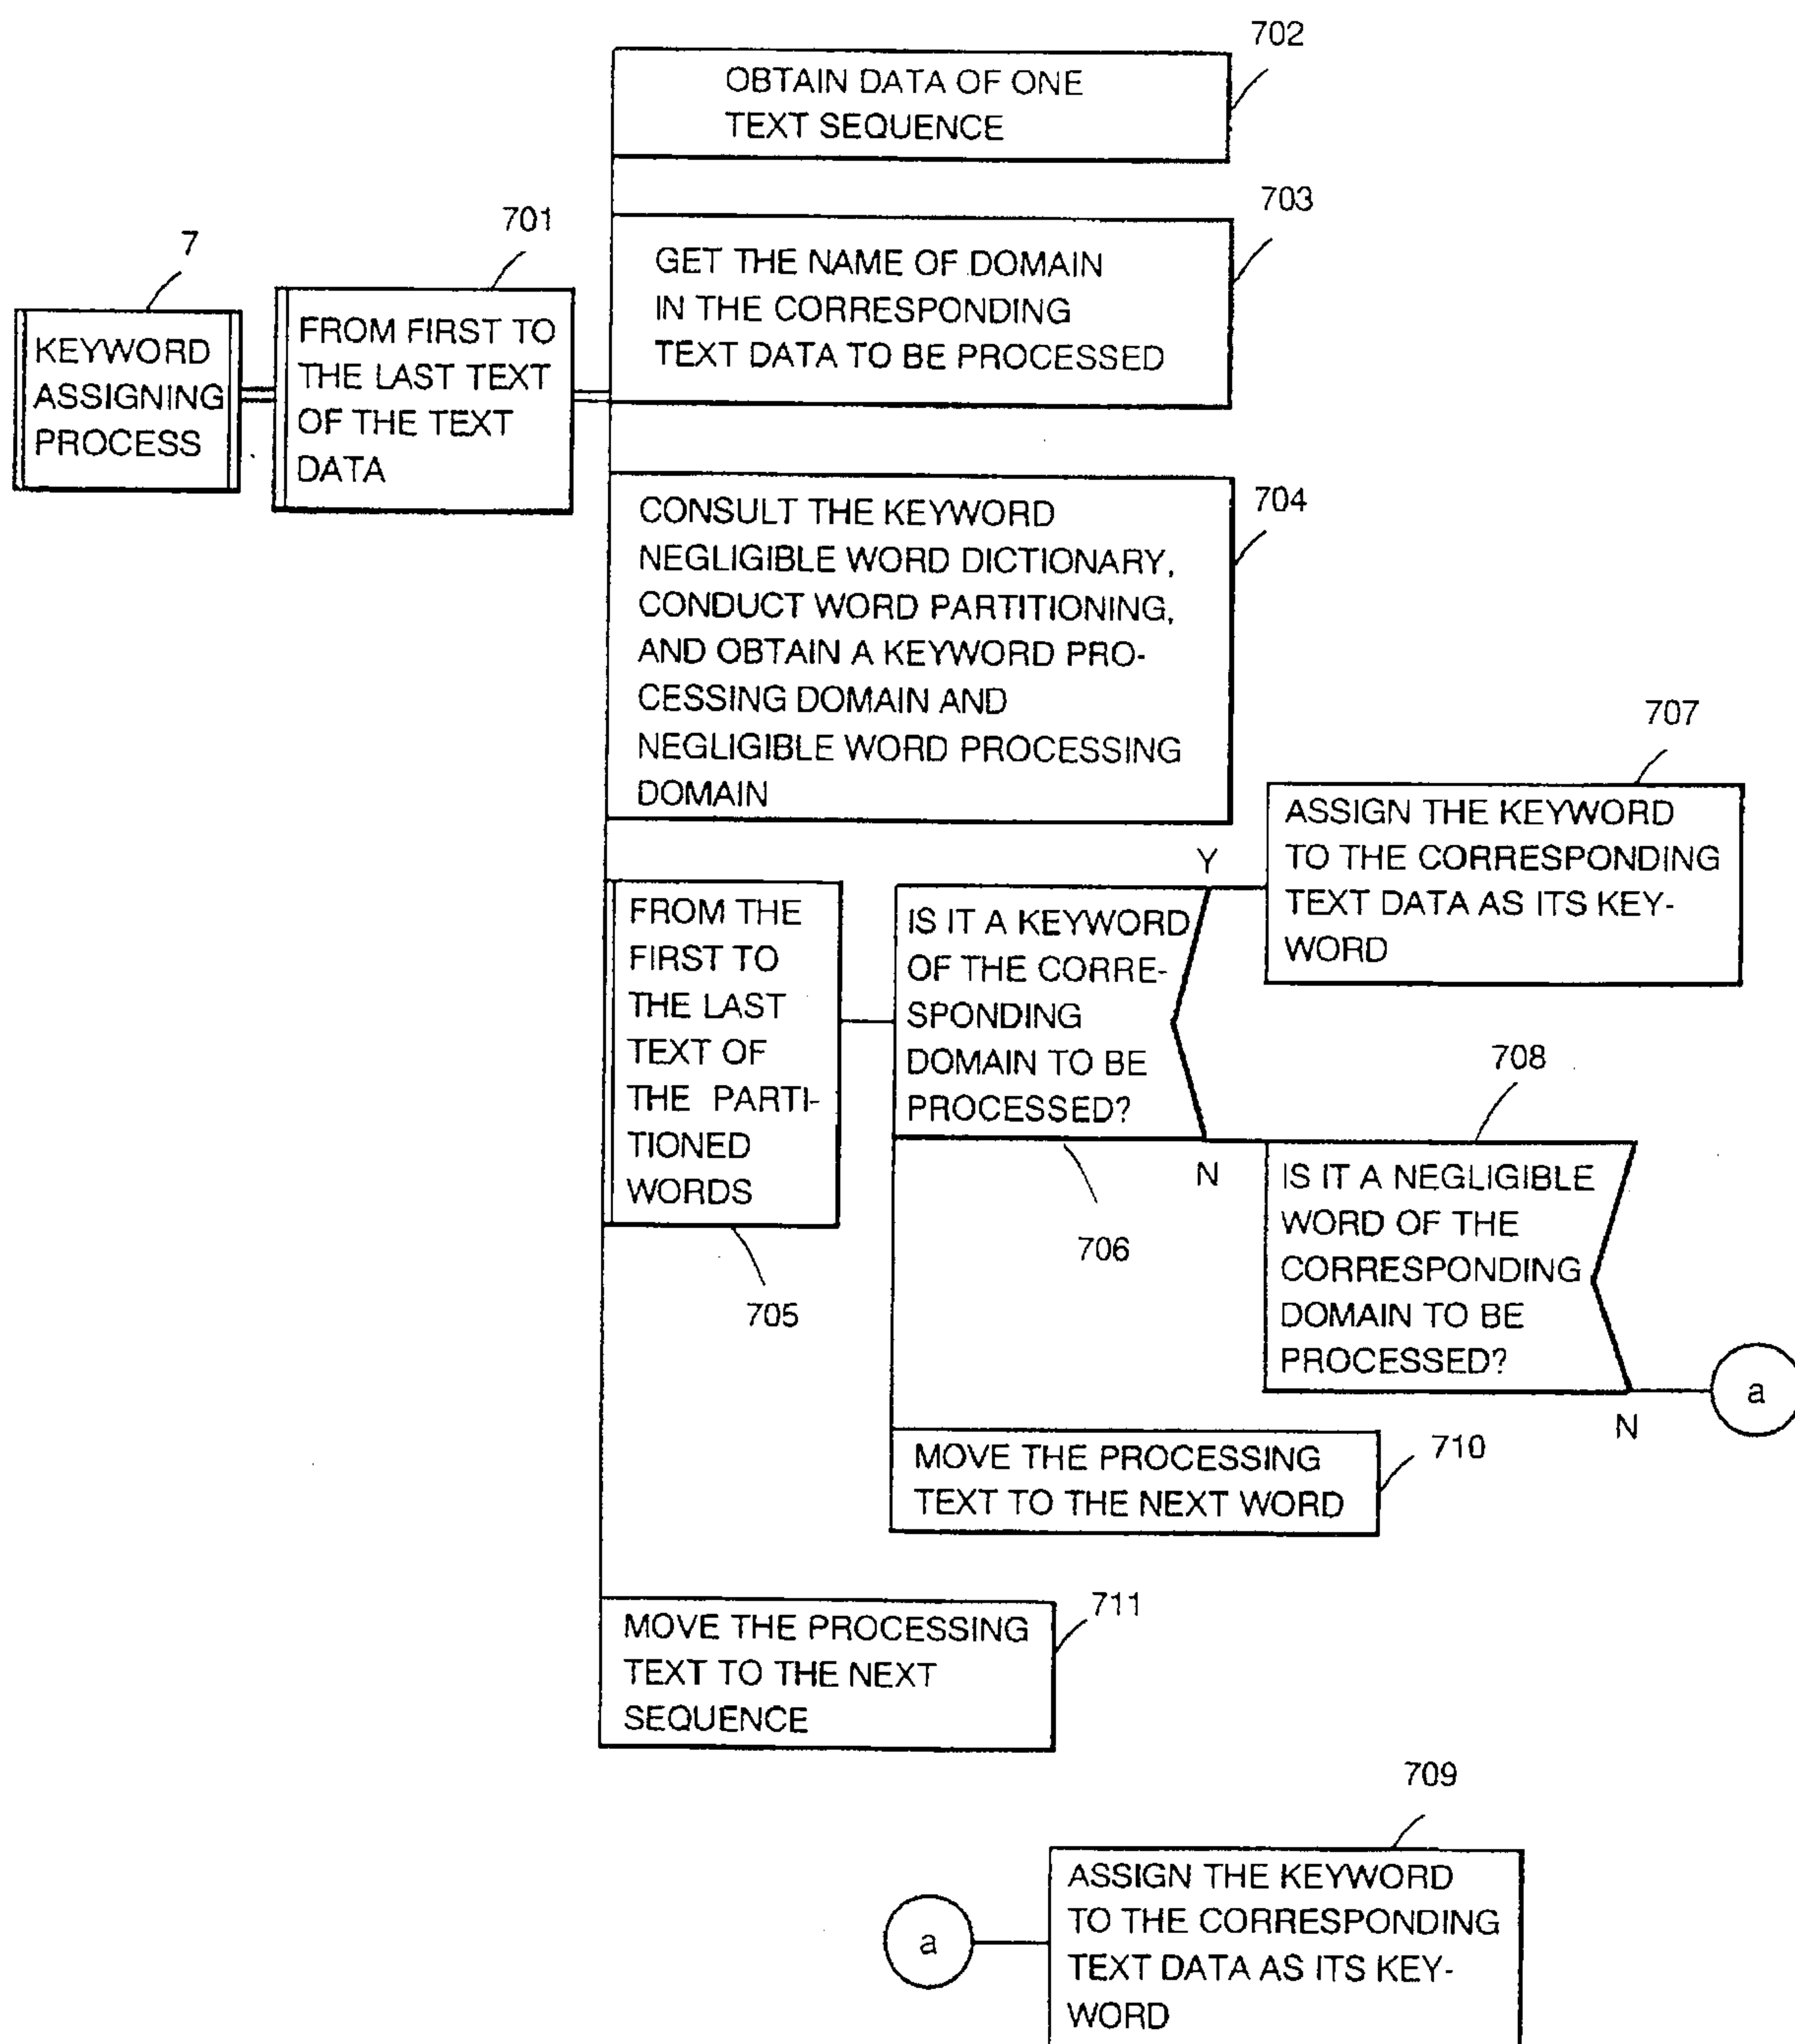 702
OBTAIN DATA OF ONE
TEXT SEQUENCE
703
GET THE NAME OF DOMAIN
IN THE CORRESPONDING
TEXT DATA TO BE PROCESSED
7
KEYWORD
ASSIGNING
PROCESS
701
FROM FIRST TO
THE LAST TEXT
OF THE TEXT
DATA
704
CONSULT THE KEYWORD
NEGLIGIBLE WORD DICTIONARY,
CONDUCT WORD PARTITIONING,
AND OBTAIN A KEYWORD PRO-
CESSING DOMAIN AND
NEGLIGIBLE WORD PROCESSING
DOMAIN
705
FROM THE
FIRST TO
THE LAST
TEXT OF
THE PARTI-
TIONED
WORDS
IS IT A KEYWORD
OF THE CORRE-
SPONDING
DOMAIN TO BE
PROCESSED?
706
Y
N
707
ASSIGN THE KEYWORD
TO THE CORRESPONDING
TEXT DATA AS ITS KEY-
WORD
708
IS IT A NEGLIGIBLE
WORD OF THE
CORRESPONDING
DOMAIN TO BE
PROCESSED?
N
a
710
MOVE THE PROCESSING
TEXT TO THE NEXT WORD
711
MOVE THE PROCESSING
TEXT TO THE NEXT
SEQUENCE
709
a
ASSIGN THE KEYWORD
TO THE CORRESPONDING
TEXT DATA AS ITS KEY-
WORD